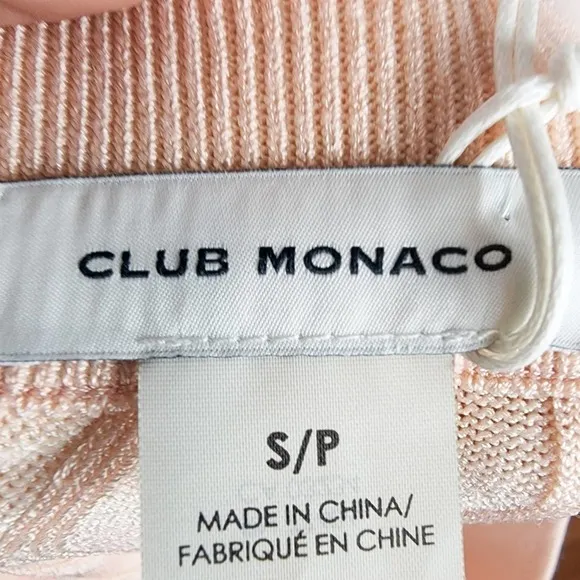 CLUB MONACO
S/P
MADE IN CHINA/
FABRIQUÉ EN CHINE